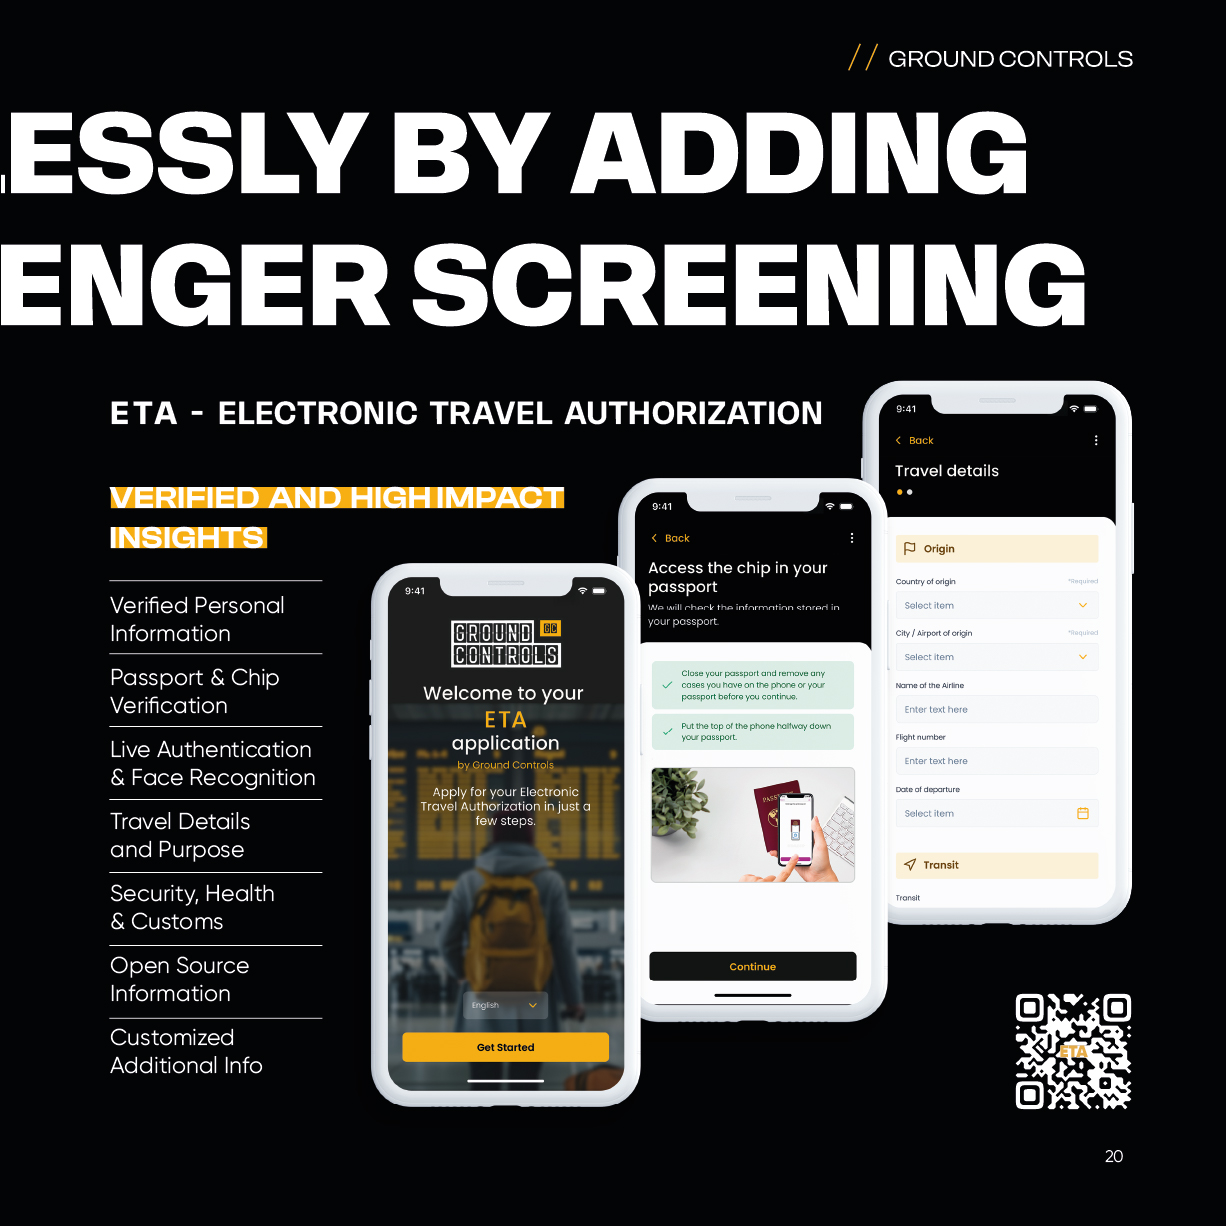 // GROUND CONTROLS
LESSLY BY ADDING
ENGER SCREENING
ETA - ELECTRONIC TRAVEL AUTHORIZATION
VERIFIED AND HIGH IMPACT
INSIGHTS
Verified Personal
Information
Passport & Chip
Verification
Live Authentication
& Face Recognition
Travel Details
and Purpose
Security, Health
& Customs
Open Source
Information
Customized
Additional Info
9:41
GROUND GC
CONTROLS
Welcome to your
ETA
application
by Ground Controls
Apply for your Electronic
Travel Authorization in just a
few steps.
English
Get Started
9:41
Back
Access the chip in your
passport
We will check the information stored in
your passport.
Close your passport and remove any
cases you have on the phone or your
passport before you continue.
Put the top of the phone halfway down
your passport.
Continue
9:41
Back
Travel details
Origin
Country of origin *Required
Select item
City / Airport of origin *Required
Select item
Name of the Airline
Enter text here
Flight number
Enter text here
Date of departure
Select item
Transit
Transit
ETA
20